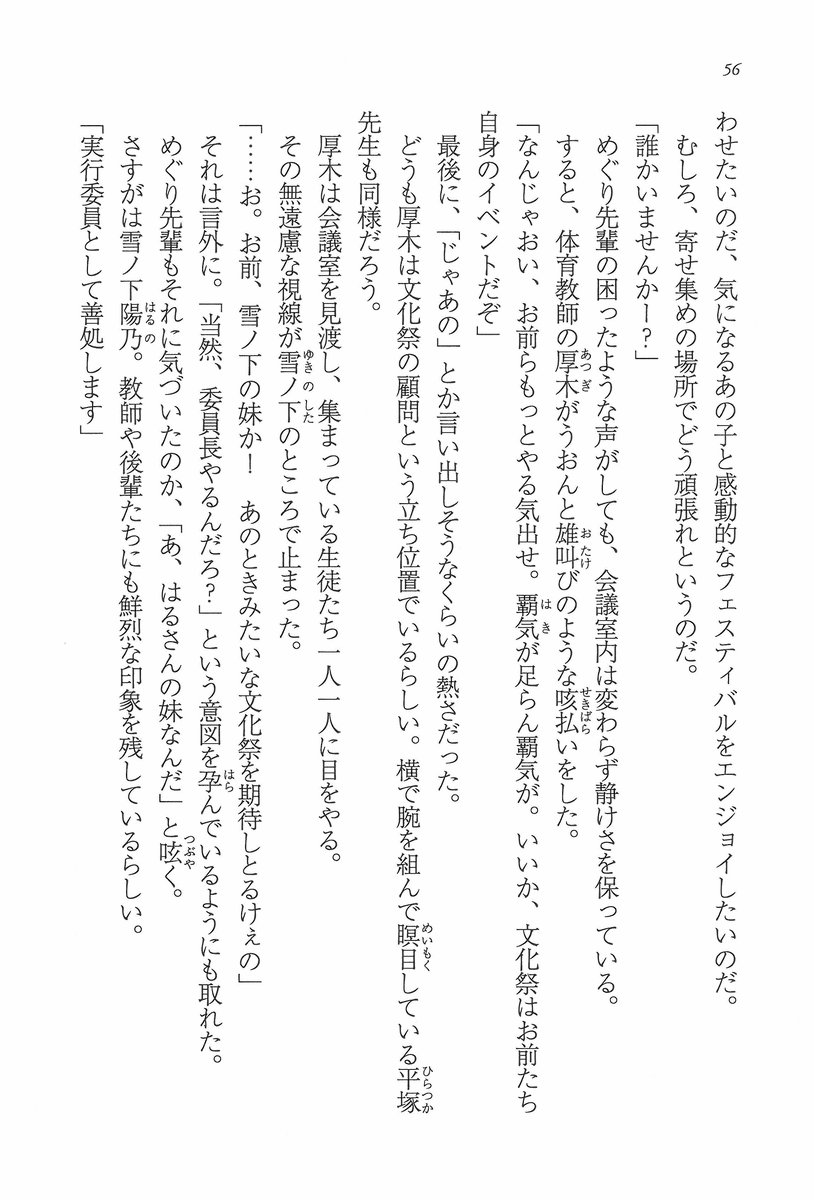 56
わせたいのだ、気になるあの子と感動的なフェスティバルをエンジョイしたいのだ。
むしろ、寄せ集めの場所でどう頑張れというのだ。
「誰かいませんかー?」
めぐり先輩の困ったような声がしても、会議室内は変わらず静けさを保っている。
すると、体育教師の厚木がうおんと雄叫びのような咳払いをした。
「なんじゃおい、お前らもっとやる気出せ。覇気が足らん覇気が。いいか、文化祭はお前たち
自身のイベントだぞ」
最後に、「じゃあの」とか言い出しそうなくらいの熱さだった。
どうも厚木は文化祭の顧問という立ち位置でいるらしい。横で腕を組んで瞑目している平塚
先生も同様だろう。
厚木は会議室を見渡し、集まっている生徒たち一人一人に目をやる。
その無遠慮な視線が雪ノ下のところで止まった。
「……お。お前、雪ノ下の妹か! あのときみたいな文化祭を期待しとるけぇの」
それは言外に。「当然、委員長やるんだろ?」という意図を孕んでいるようにも取れた。
めぐり先輩もそれに気づいたのか、「あ、はるさんの妹なんだ」と呟く。
さすがは雪ノ下陽乃。教師や後輩たちにも鮮烈な印象を残しているらしい。
「実行委員として善処します」